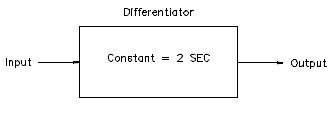 Differentiator
Constant = 2 SEC
Input
Output